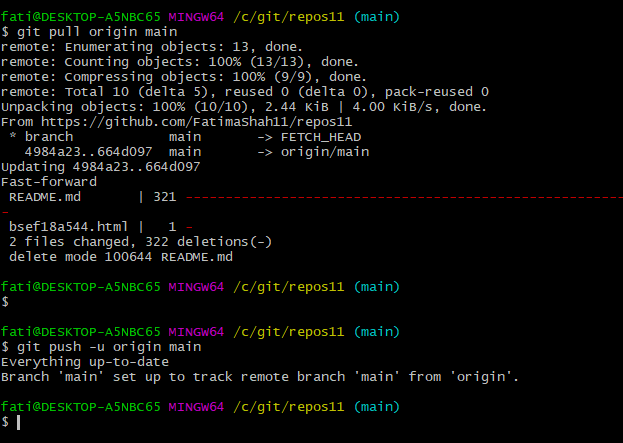 fati@DESKTOP-A5NBC65 MINGW64 /c/git/repos11 (main)
$ git pull origin main
remote: Enumerating objects: 13, done.
remote: Counting objects: 100% (13/13), done.
remote: Compressing objects: 100% (9/9), done.
remote: Total 10 (delta 5), reused 0 (delta 0), pack-reused 0
Unpacking objects: 100% (10/10), 2.44 KiB | 4.00 KiB/s, done.
From https://github.com/FatimaShah11/repos11
 * branch            main       -> FETCH_HEAD
   4984a23..664d097  main       -> origin/main
Updating 4984a23..664d097
Fast-forward
 README.md       | 321 -------------------------------------------------------
-
 bsef18a544.html |   1 -
 2 files changed, 322 deletions(-)
 delete mode 100644 README.md
fati@DESKTOP-A5NBC65 MINGW64 /c/git/repos11 (main)
$
fati@DESKTOP-A5NBC65 MINGW64 /c/git/repos11 (main)
$ git push -u origin main
Everything up-to-date
Branch 'main' set up to track remote branch 'main' from 'origin'.
fati@DESKTOP-A5NBC65 MINGW64 /c/git/repos11 (main)
$